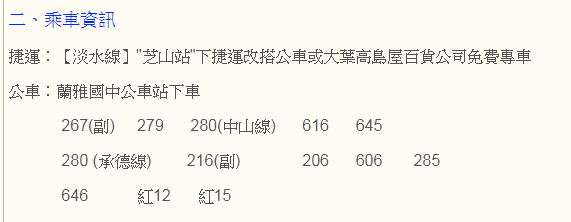 二、乘車資訊
捷運：【淡水線】"芝山站"下捷運改搭公車或大葉高島屋百貨公司免費專車
公車：蘭雅國中公車站下車
267(副) 279 280(中山線) 616 645
280 (承德線) 216(副) 206 606 285
646 紅12 紅15